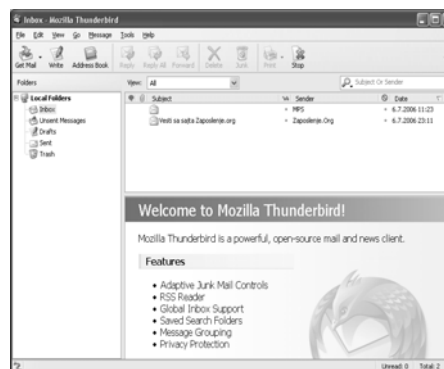 Inbox - Mozilla Thunderbird
File Edit View Go Message Tools Help
Get Mail Write Address Book Reply Reply All Forward Delete Junk Print Stop
Folders View: All Subject Or Sender
Local Folders
Inbox
Unsent Messages
Drafts
Sent
Trash
Subject Sender Date
MPS 6.7.2006 11:23
Vesti sa sajta Zaposlenje.org Zaposlenje.Org 6.7.2006 23:11
Welcome to Mozilla Thunderbird!
Mozilla Thunderbird is a powerful, open-source mail and news client.
Features
• Adaptive Junk Mail Controls
• RSS Reader
• Global Inbox Support
• Saved Search Folders
• Message Grouping
• Privacy Protection
Unread: 0 Total: 2